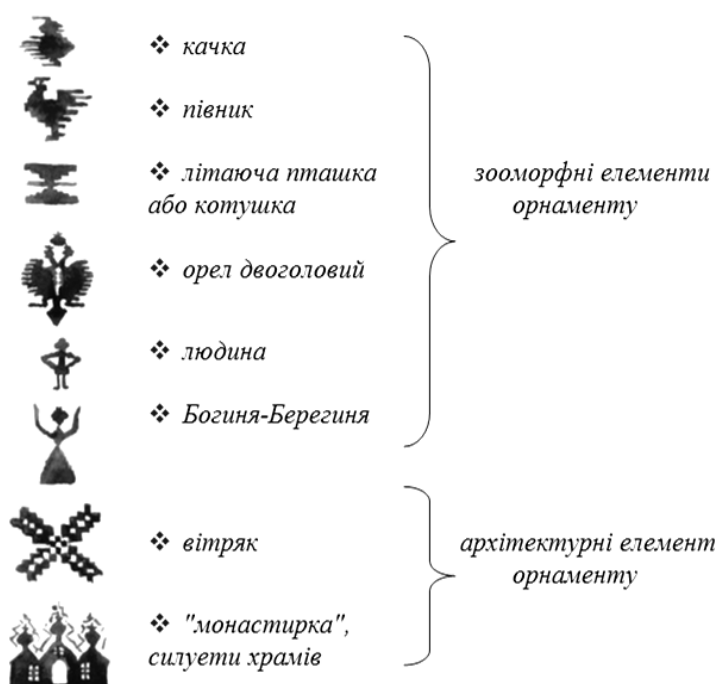 ❖ качка
❖ півник
❖ літаюча пташка
або котушка
❖ орел двоголовий
❖ людина
❖ Богиня-Берегиня
зооморфні елементи
орнаменту
❖ вітряк
❖ "монастирка",
силуети храмів
архітектурні елемент
орнаменту